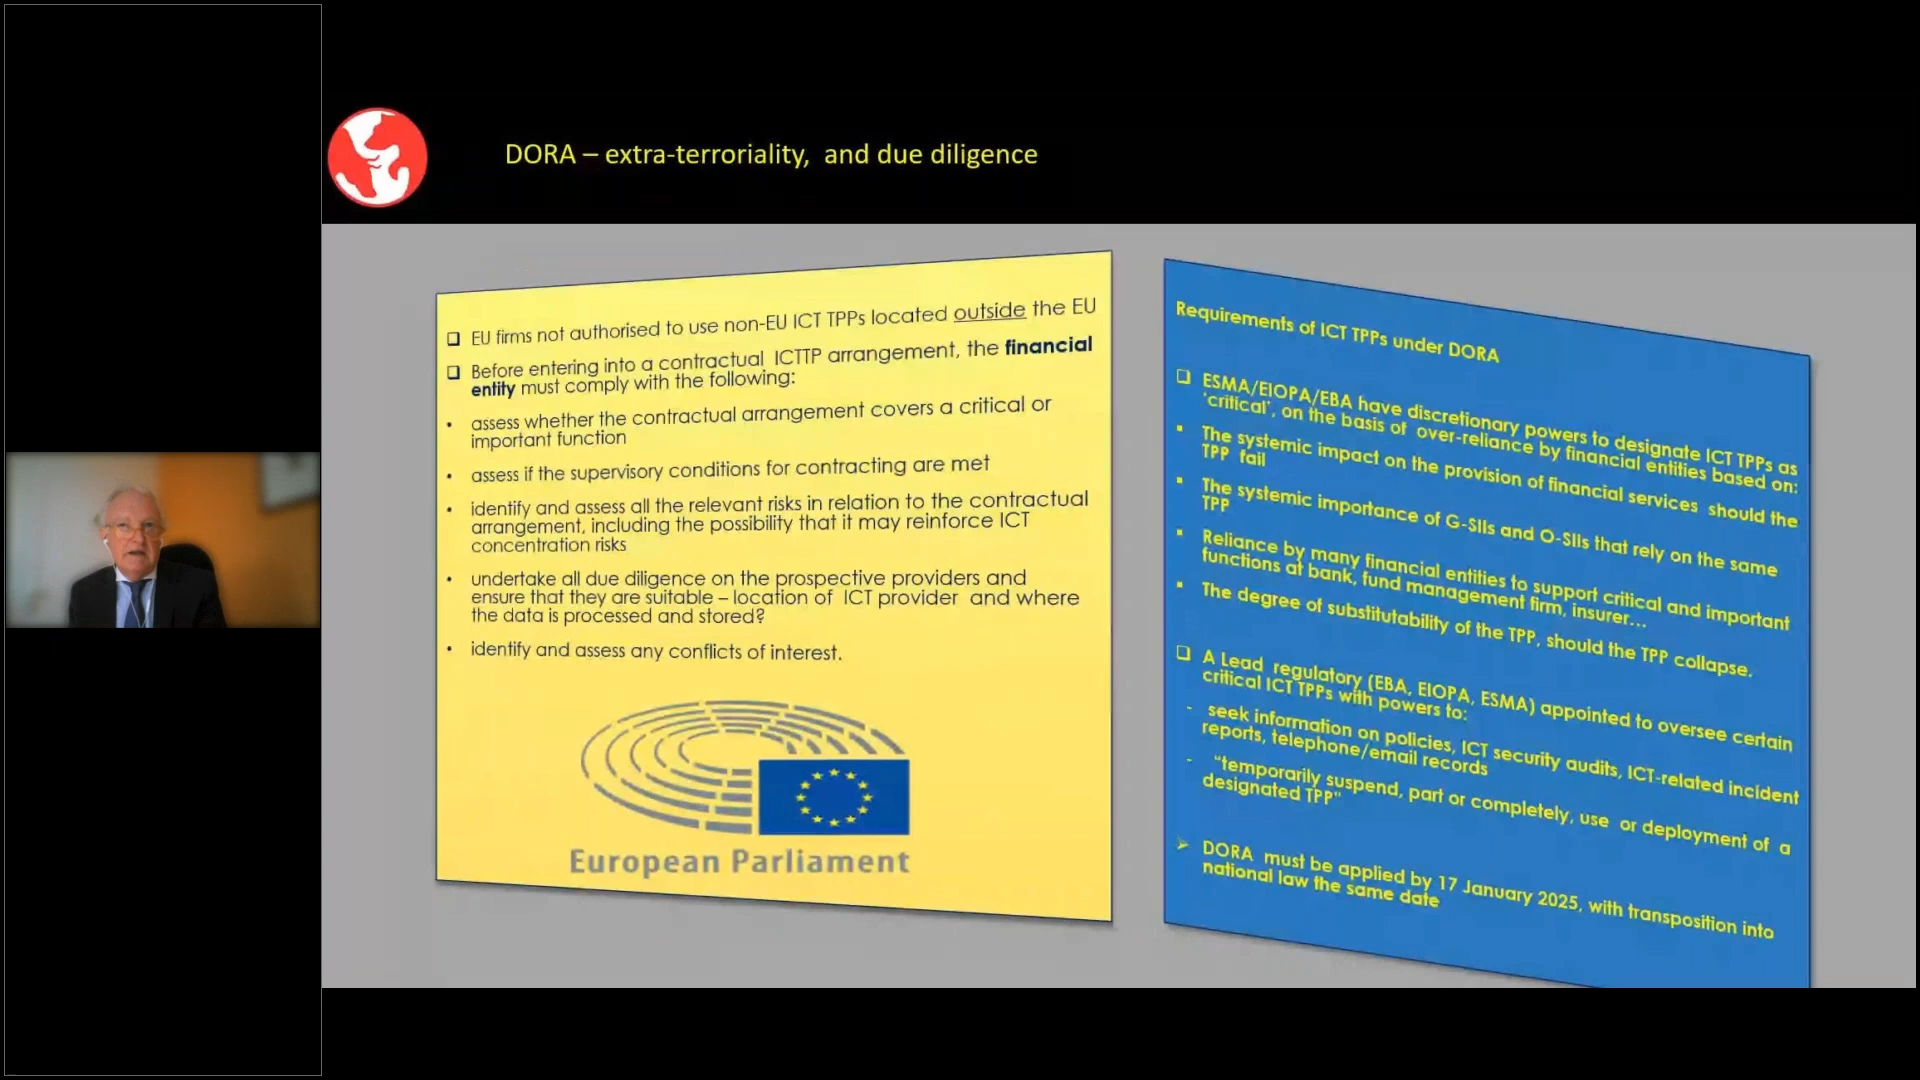 DORA – extra-terroriality, and due diligence
❑ EU firms not authorised to use non-EU ICT TPPs located outside the EU
❑ Before entering into a contractual ICTTP arrangement, the financial
entity must comply with the following:
• assess whether the contractual arrangement covers a critical or
important function
• assess if the supervisory conditions for contracting are met
• identify and assess all the relevant risks in relation to the contractual
arrangement, including the possibility that it may reinforce ICT
concentration risks
• undertake all due diligence on the prospective providers and
ensure that they are suitable – location of ICT provider and where
the data is processed and stored?
• identify and assess any conflicts of interest.
European Parliament
Requirements of ICT TPPs under DORA
❑ ESMA/EIOPA/EBA have discretionary powers to designate ICT TPPs as
'critical', on the basis of over-reliance by financial entities based on:
▪ The systemic impact on the provision of financial services should the
TPP fail
▪ The systemic importance of G-SIIs and O-SIIs that rely on the same
TPP
▪ Reliance by many financial entities to support critical and important
functions at bank, fund management firm, insurer…
▪ The degree of substitutability of the TPP, should the TPP collapse.
❑ A Lead regulatory (EBA, EIOPA, ESMA) appointed to oversee certain
critical ICT TPPs with powers to:
- seek information on policies, ICT security audits, ICT-related incident
reports, telephone/email records
- "temporarily suspend, part or completely, use or deployment of a
designated TPP"
➢ DORA must be applied by 17 January 2025, with transposition into
national law the same date